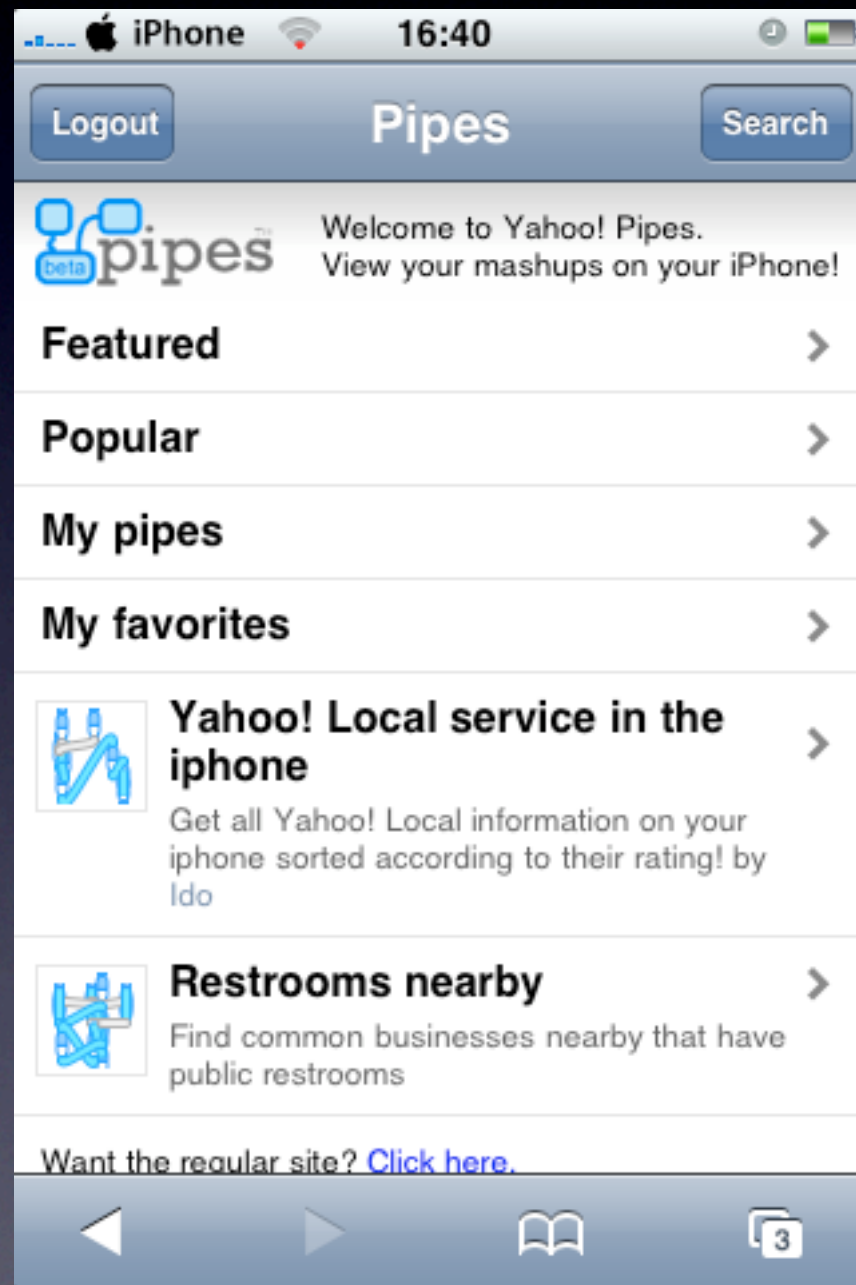 iPhone 16:40
Logout Pipes Search
beta pipes™
Welcome to Yahoo! Pipes.
View your mashups on your iPhone!
Featured
Popular
My pipes
My favorites
Yahoo! Local service in the
iphone
Get all Yahoo! Local information on your
iphone sorted according to their rating! by
Ido
Restrooms nearby
Find common businesses nearby that have
public restrooms
Want the regular site? Click here.
3